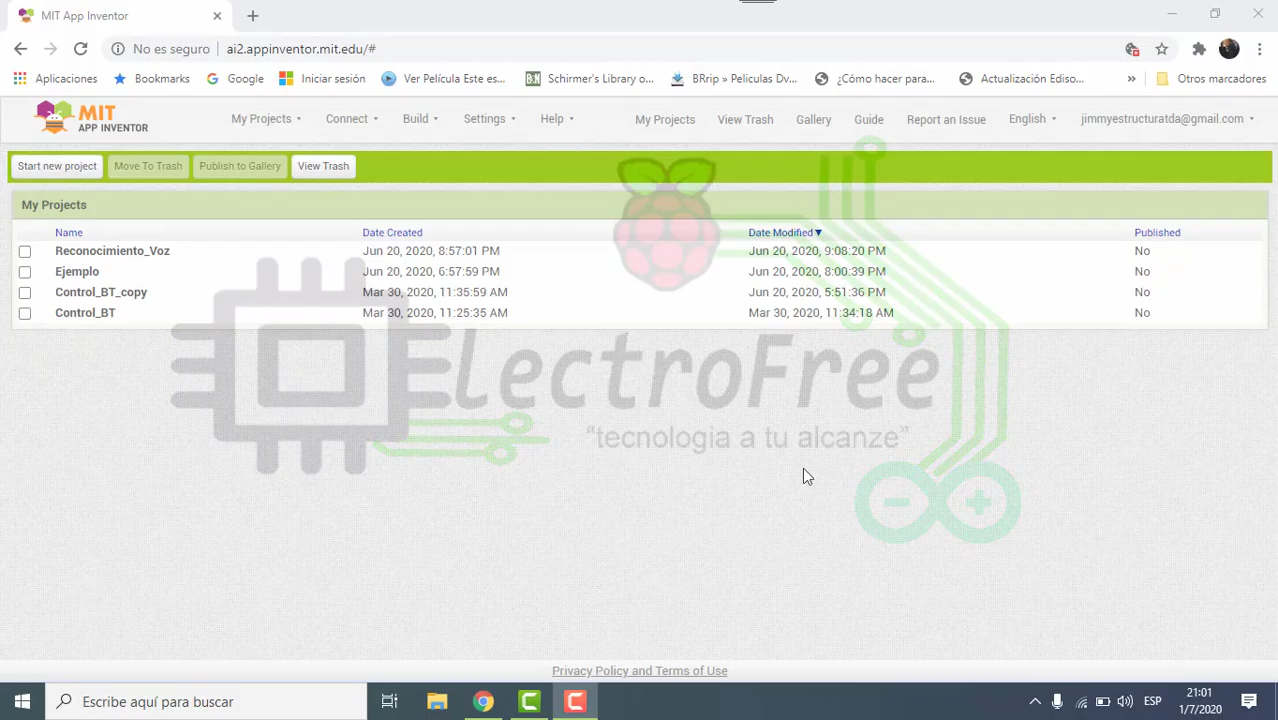 MIT App Inventor
No es seguro
ai2.appinventor.mit.edu/#
Aplicaciones
Bookmarks
Google
Iniciar sesión
Ver Película Este es...
Schirmer's Library o...
BRrip » Peliculas Dv...
¿Cómo hacer para...
Actualización Ediso...
»
Otros marcadores
MIT
APP INVENTOR
My Projects
Connect
Build
Settings
Help
My Projects
View Trash
Gallery
Guide
Report an Issue
English
jimmyestructuratda@gmail.com
Start new project
Move To Trash
Publish to Gallery
View Trash
My Projects
Name Date Created Date Modified Published
Reconocimiento_Voz Jun 20, 2020, 8:57:01 PM Jun 20, 2020, 9:08:20 PM No
Ejemplo Jun 20, 2020, 6:57:59 PM Jun 20, 2020, 8:00:39 PM No
Control_BT_copy Mar 30, 2020, 11:35:59 AM Jun 20, 2020, 5:51:36 PM No
Control_BT Mar 30, 2020, 11:25:35 AM Mar 30, 2020, 11:34:18 AM No
lectroFree
"tecnologia a tu alcanze"
Privacy Policy and Terms of Use
Escribe aquí para buscar
ESP
21:01
1/7/2020